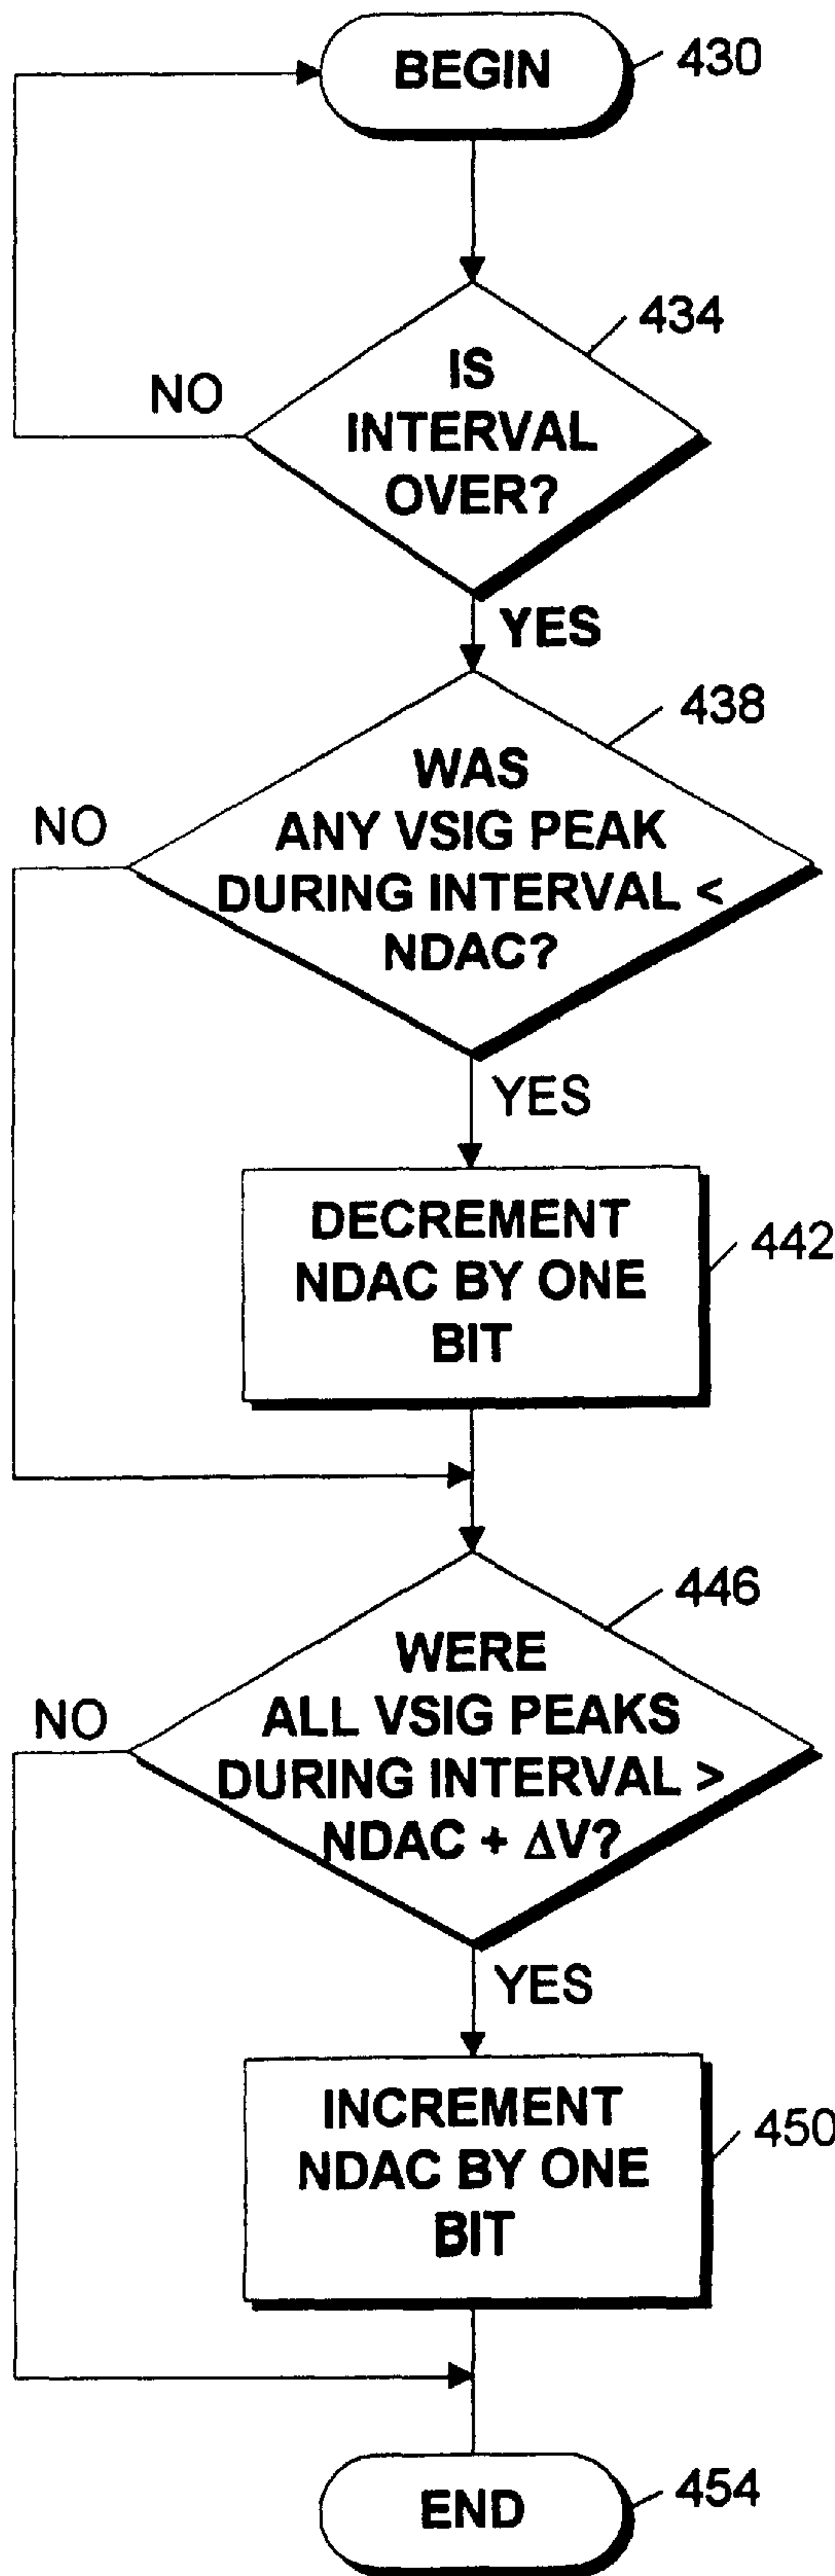 BEGIN
430
434
IS
INTERVAL
OVER?
NO
YES
438
WAS
ANY VSIG PEAK
DURING INTERVAL <
NDAC?
NO
YES
DECREMENT
NDAC BY ONE
BIT
442
446
WERE
ALL VSIG PEAKS
DURING INTERVAL >
NDAC + ΔV?
NO
YES
INCREMENT
NDAC BY ONE
BIT
450
END
454